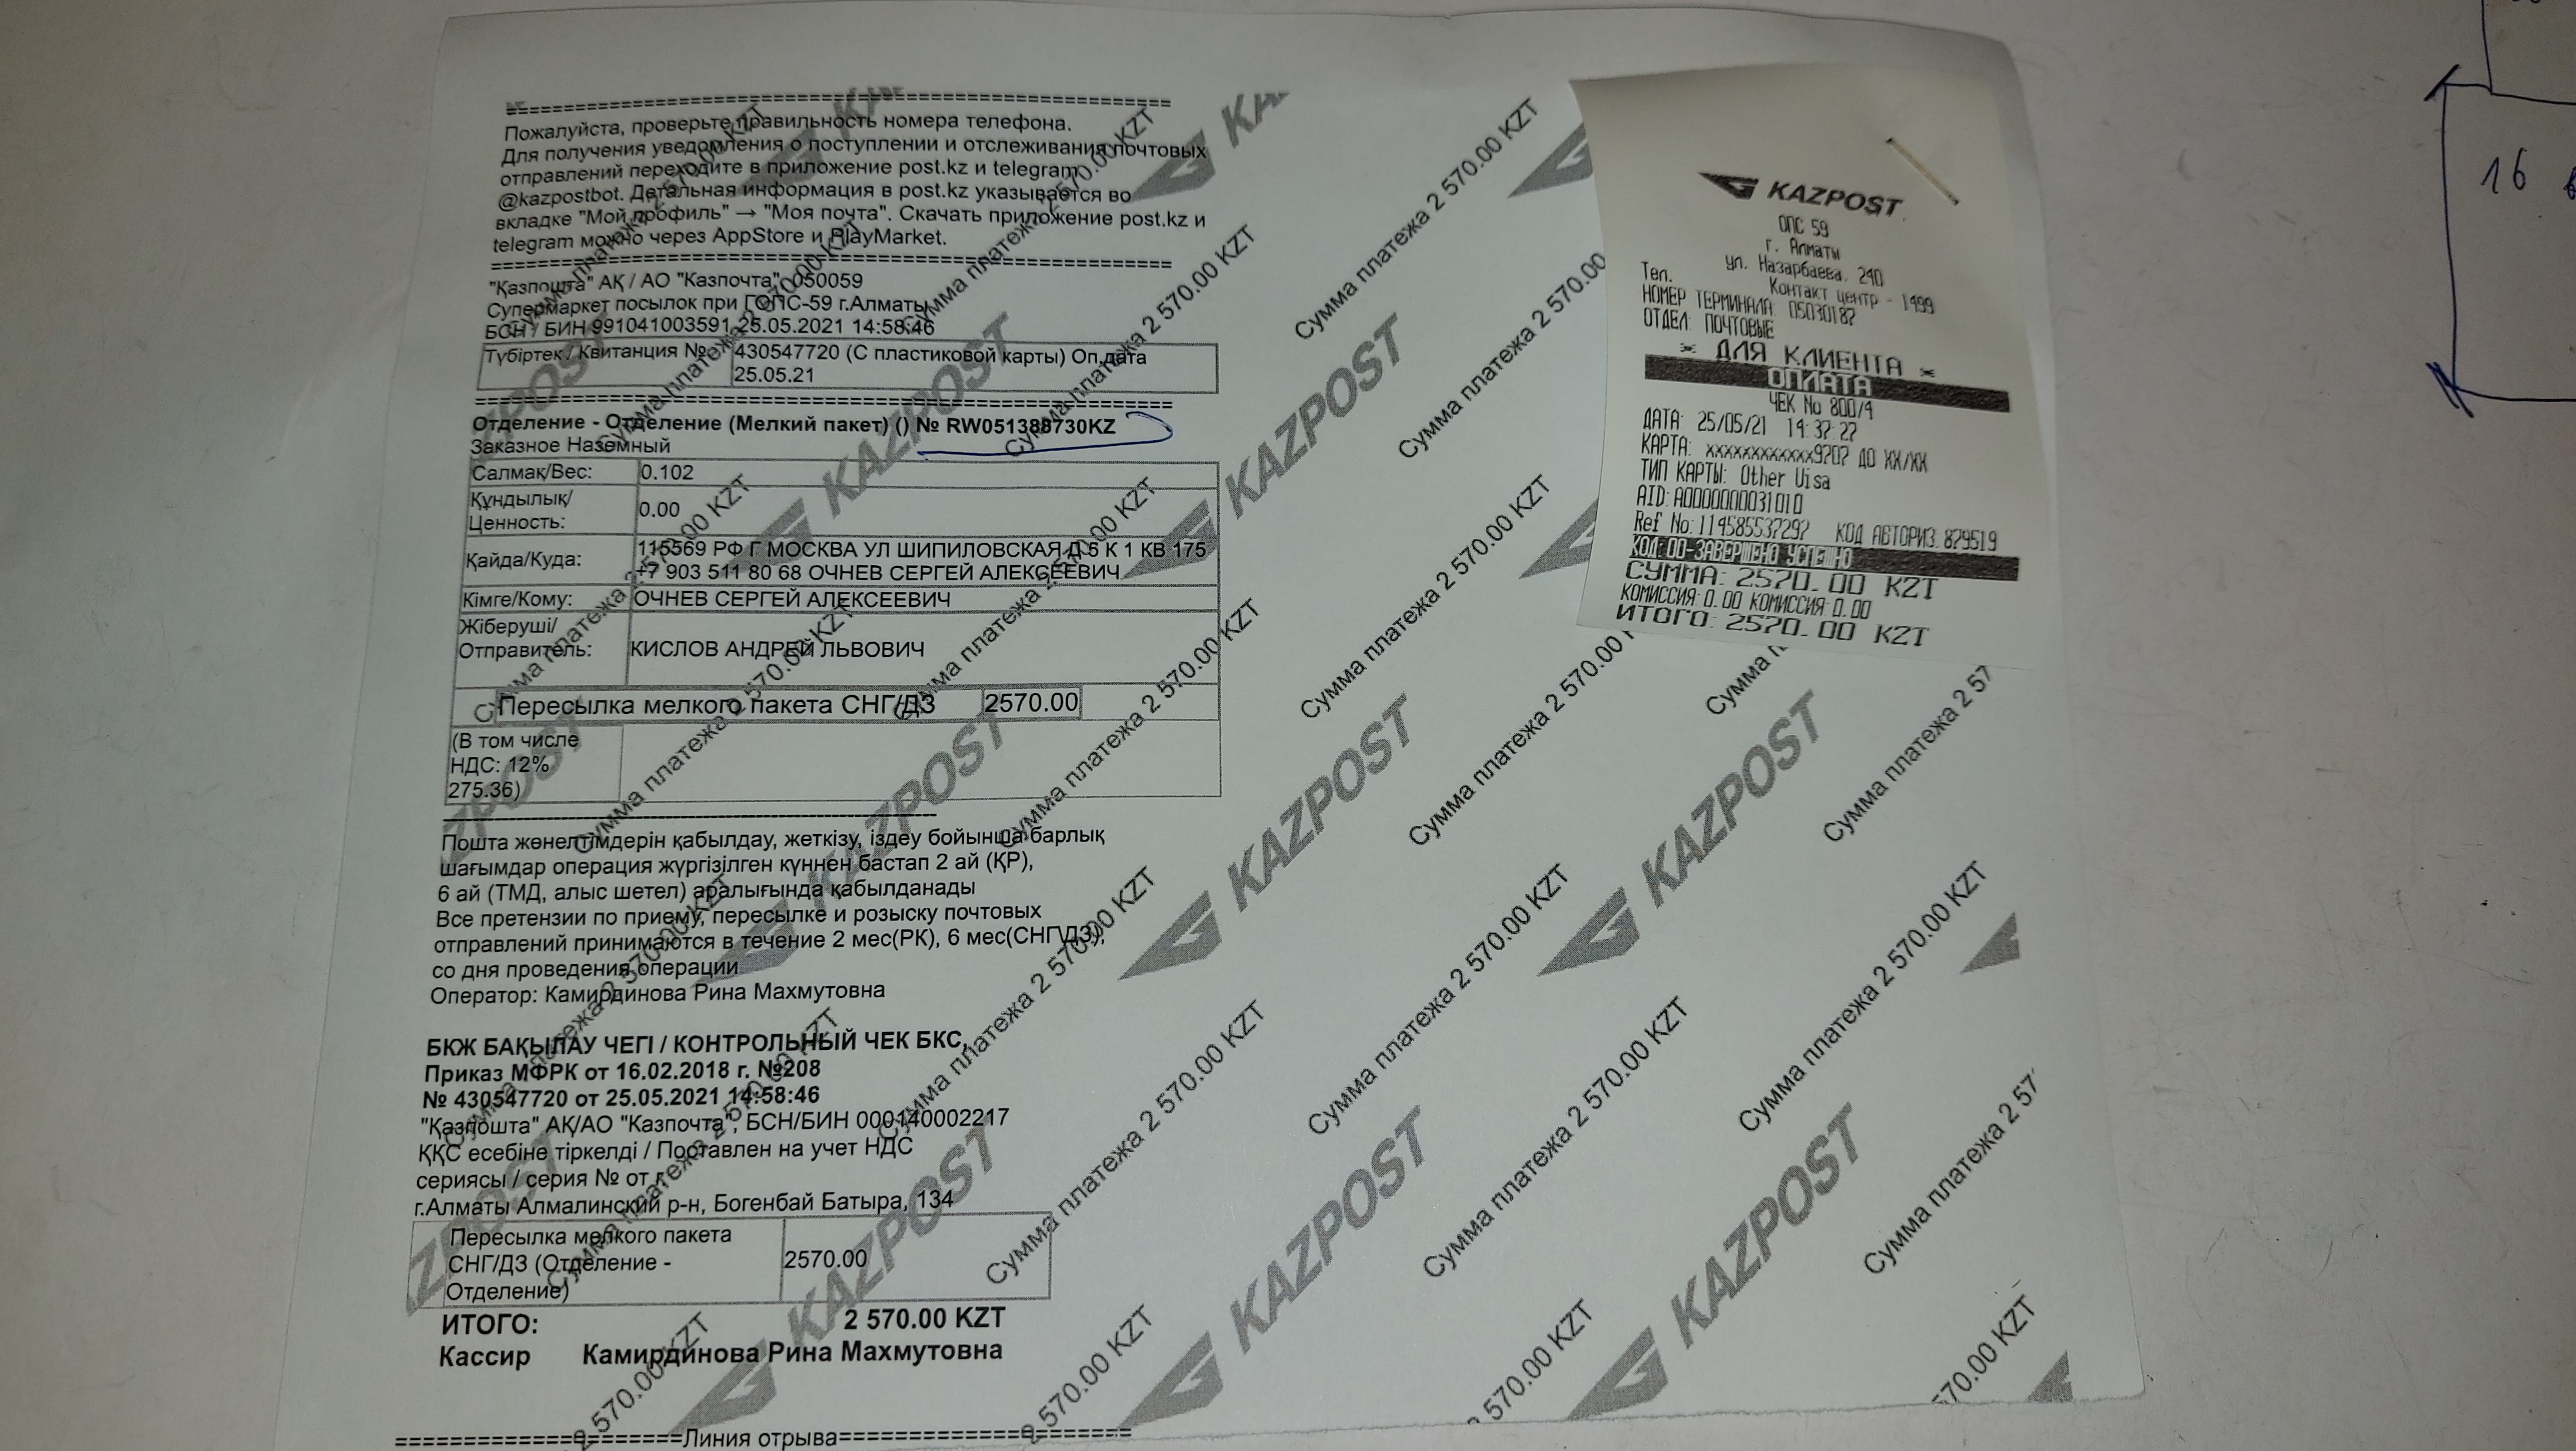 Пожалуйста, проверьте правильность номера телефона.
Для получения уведомления о поступлении и отслеживания почтовых
отправлений переходите в приложение post.kz и telegram
@kazpostbot. Детальная информация в post.kz указывается во
вкладке "Мой профиль" → "Моя почта". Скачать приложение post.kz и
telegram можно через AppStore и PlayMarket.
"Қазпошта" АҚ / АО "Казпочта", 050059
Супермаркет посылок при ГОПС-59 г.Алматы
БСН / БИН 991041003591 25.05.2021 14:58:46
Түбіртек / Квитанция № 430547720 (С пластиковой карты) Оп.дата
25.05.21
Отделение - Отделение (Мелкий пакет) () № RW051388730KZ
Заказное Наземный
Салмақ/Вес: 0.102
Құндылық/
Ценность: 0.00
Қайда/Куда: 115569 РФ Г МОСКВА УЛ ШИПИЛОВСКАЯ Д 5 К 1 КВ 175
+7 903 511 80 68 ОЧНЕВ СЕРГЕЙ АЛЕКСЕЕВИЧ
Кімге/Кому: ОЧНЕВ СЕРГЕЙ АЛЕКСЕЕВИЧ
Жіберуші/
Отправитель: КИСЛОВ АНДРЕЙ ЛЬВОВИЧ
Пересылка мелкого пакета СНГ/ДЗ 2570.00
(В том числе
НДС: 12%
275.36)
Пошта жөнелтімдерін қабылдау, жеткізу, іздеу бойынша барлық
шағымдар операция жүргізілген күннен бастап 2 ай (ҚР),
6 ай (ТМД, алыс шетел) аралығында қабылданады
Все претензии по приему, пересылке и розыску почтовых
отправлений принимаются в течение 2 мес(РК), 6 мес(СНГ\ДЗ),
со дня проведения операции
Оператор: Камирдинова Рина Махмутовна
БКЖ БАҚЫЛАУ ЧЕГІ / КОНТРОЛЬНЫЙ ЧЕК БКС,
Приказ МФРК от 16.02.2018 г. №208
№ 430547720 от 25.05.2021 14:58:46
"Қазпошта" АҚ/АО "Казпочта", БСН/БИН 000140002217
ҚҚС есебіне тіркелді / Поставлен на учет НДС
сериясы / серия № от г.
г.Алматы Алмалинский р-н, Богенбай Батыра, 134
Пересылка мелкого пакета
СНГ/ДЗ (Отделение -
Отделение) 2570.00
ИТОГО: 2 570.00 KZT
Кассир Камирдинова Рина Махмутовна
Линия отрыва
KAZPOST
Сумма платежа 2 570.00 KZT
KAZPOST
ОПС 59
г. Алматы
ул. Назарбаева, 240
Тел. Контакт центр - 1499
НОМЕР ТЕРМИНАЛА: 05030187
ОТДЕЛ: ПОЧТОВЫЕ
* ДЛЯ КЛИЕНТА *
ОПЛАТА
ЧЕК No 800/4
ДАТА: 25/05/21 14:37:27
КАРТА: xxxxxxxxxxxx9207 ДО XX/XX
ТИП КАРТЫ: Other Visa
AID: A0000000031010
Ref No: 114585537297 КОД АВТОРИЗ: 879519
КОД: 00-ЗАВЕРШЕНО УСПЕШНО
СУММА: 2570.00 KZT
КОМИССИЯ: 0.00 КОМИССИЯ: 0.00
ИТОГО: 2570.00 KZT
16